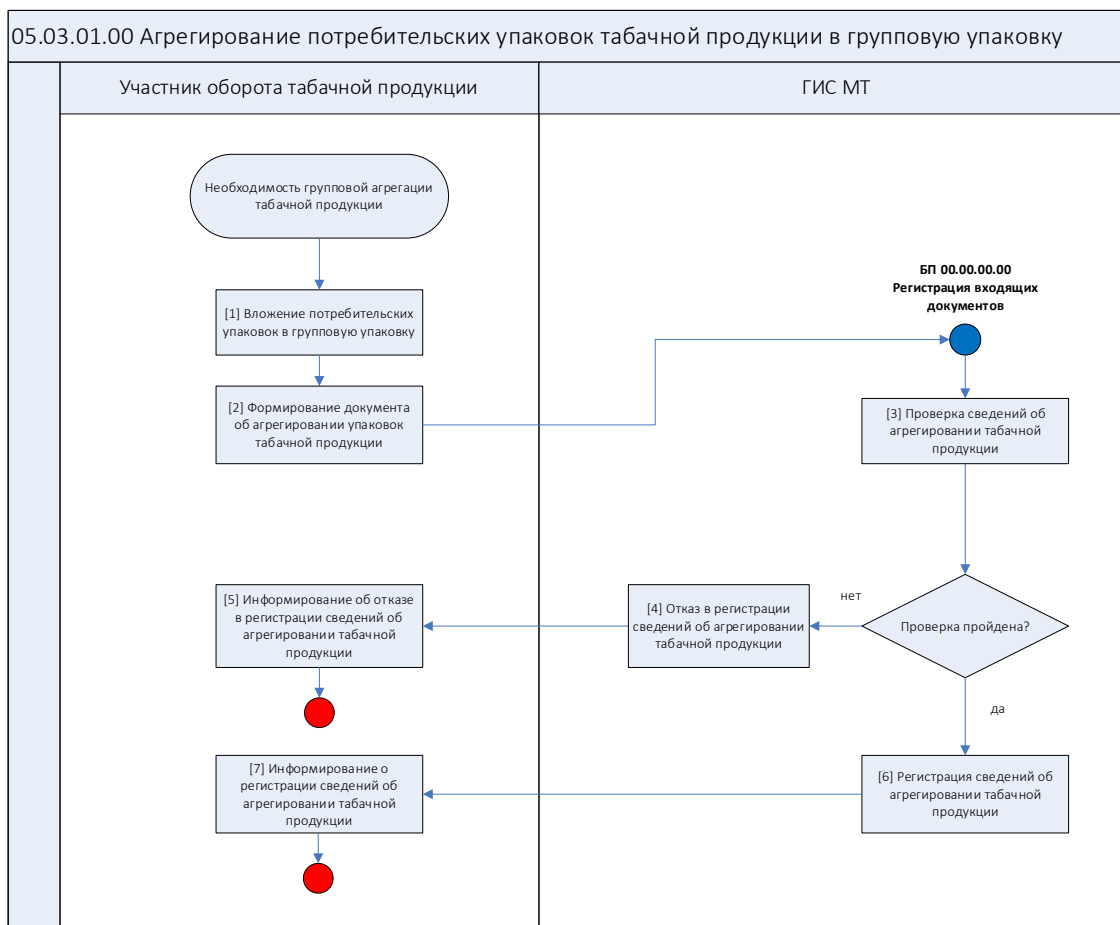 05.03.01.00 Агрегирование потребительских упаковок табачной продукции в групповую упаковку
Участник оборота табачной продукции
ГИС МТ
Необходимость групповой агрегации
табачной продукции
[1] Вложение потребительских
упаковок в групповую упаковку
[2] Формирование документа
об агрегировании упаковок
табачной продукции
БП 00.00.00.00
Регистрация входящих
документов
[3] Проверка сведений об
агрегировании табачной
продукции
Проверка пройдена?
нет
[4] Отказ в регистрации
сведений об агрегировании
табачной продукции
[5] Информирование об отказе
в регистрации сведений об
агрегировании табачной
продукции
да
[6] Регистрация сведений об
агрегировании табачной
продукции
[7] Информирование о
регистрации сведений об
агрегировании табачной
продукции